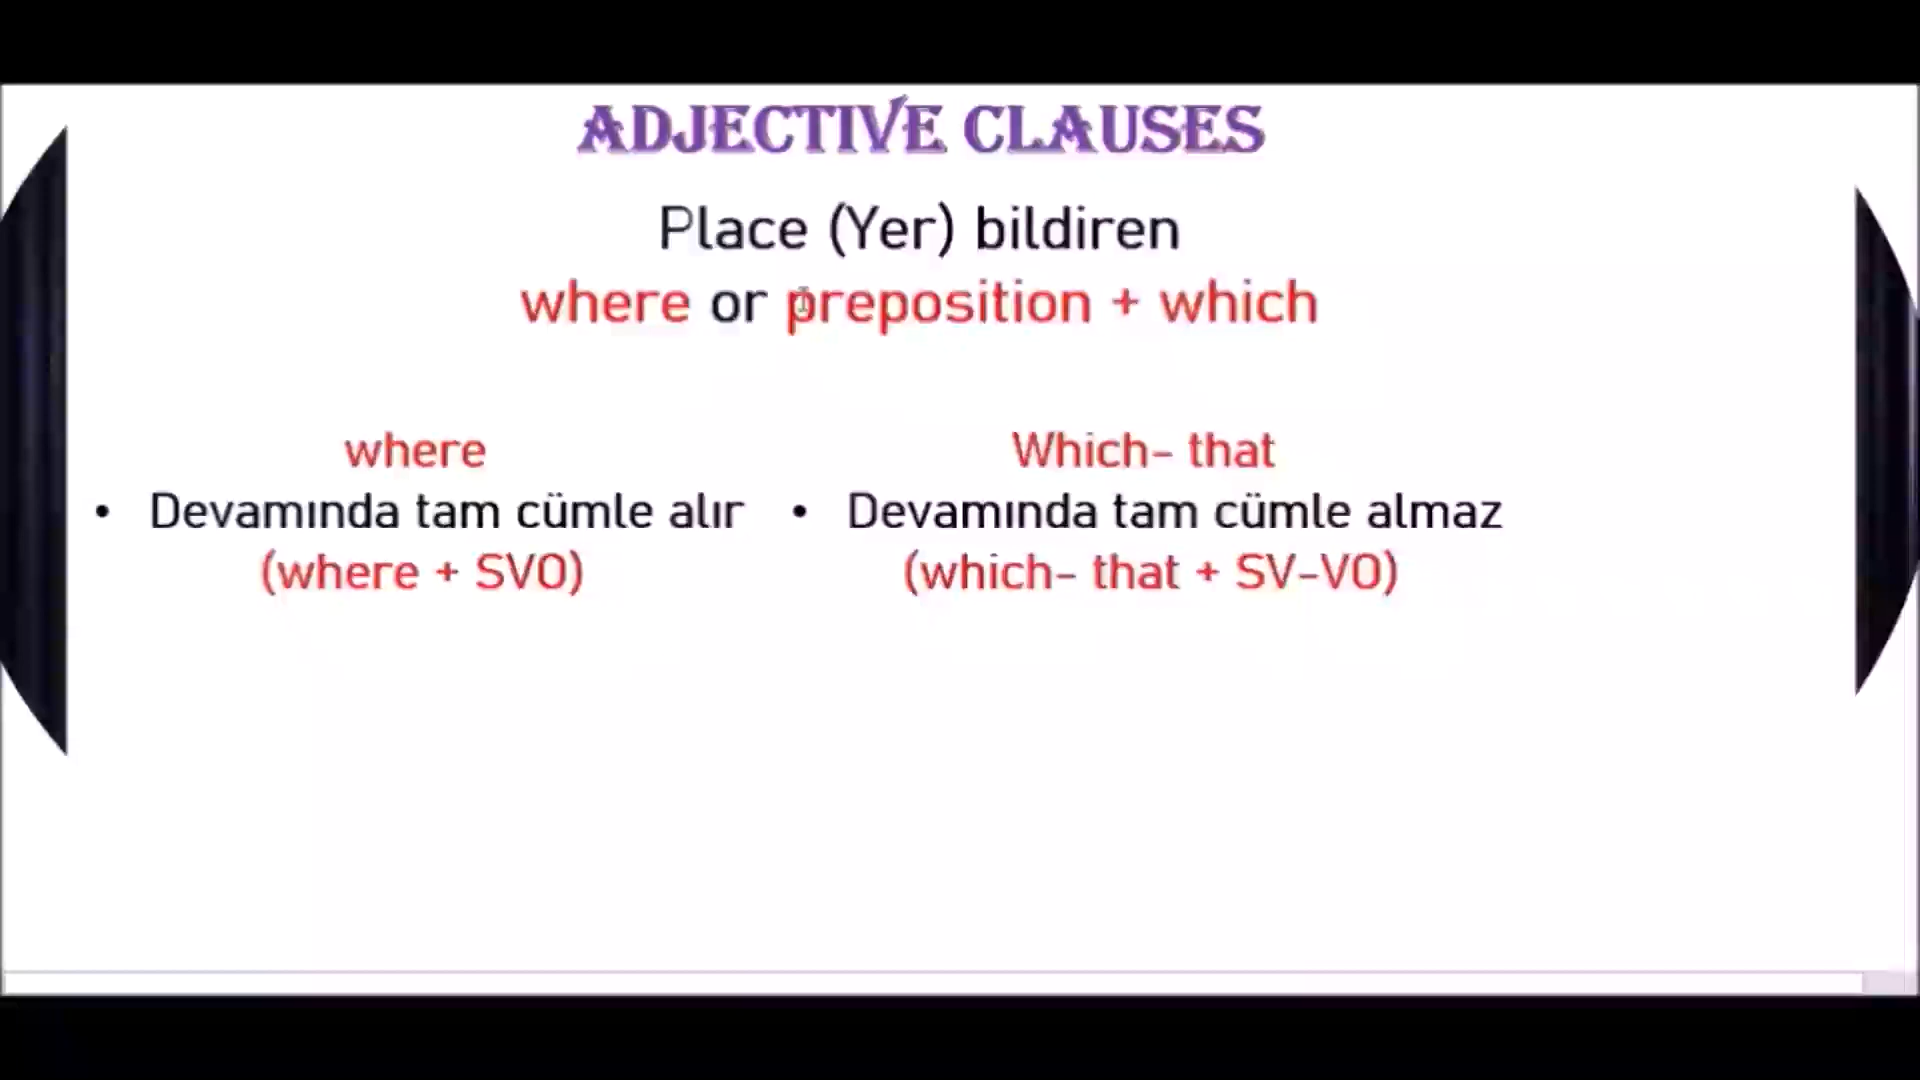 ADJECTIVE CLAUSES
Place (Yer) bildiren
where or preposition + which
where
• Devamında tam cümle alır
(where + SVO)
Which- that
• Devamında tam cümle almaz
(which- that + SV-VO)